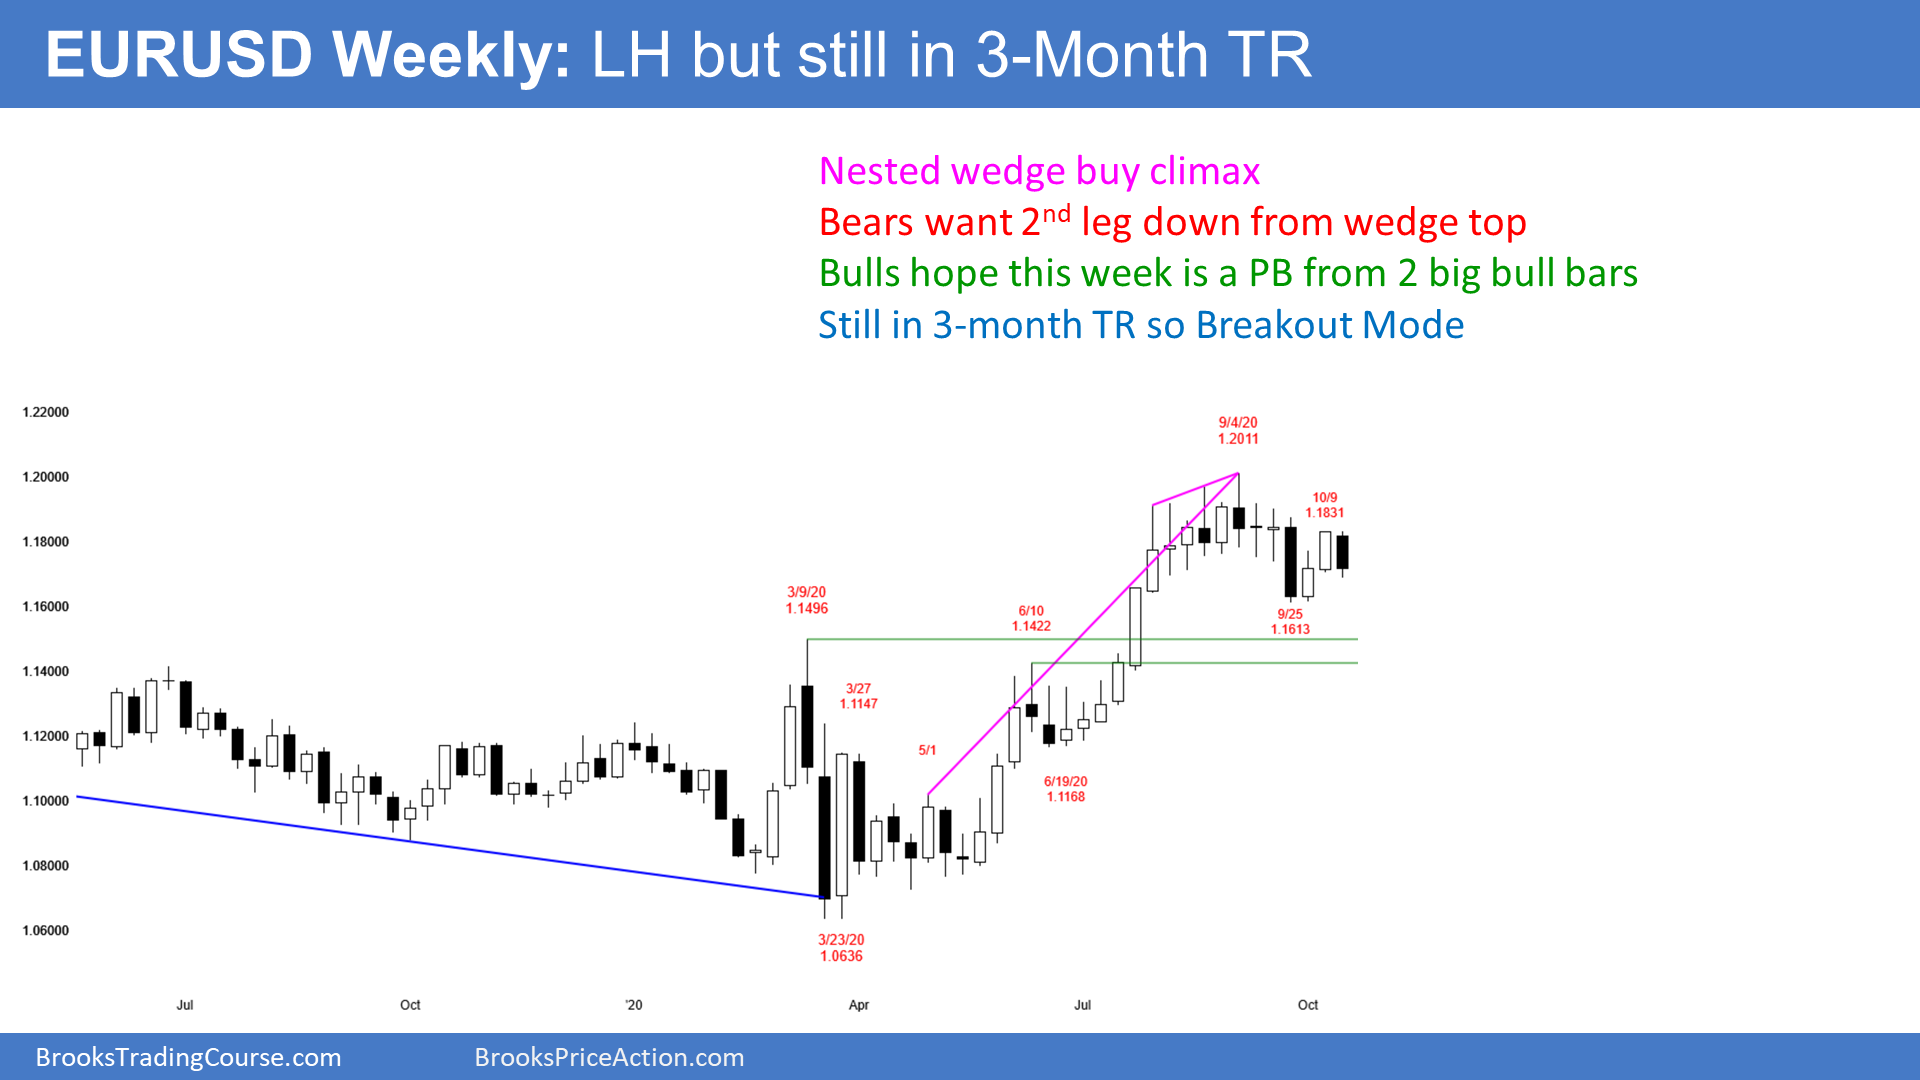 EURUSD Weekly: LH but still in 3-Month TR
Nested wedge buy climax
Bears want 2nd leg down from wedge top
Bulls hope this week is a PB from 2 big bull bars
Still in 3-month TR so Breakout Mode
1.22000
1.20000
1.18000
1.16000
1.14000
1.12000
1.10000
1.08000
1.06000
9/4/20
1.2011
10/9
1.1831
3/9/20
1.1496
6/10
1.1422
9/25
1.1613
3/27
1.1147
5/1
6/19/20
1.1168
3/23/20
1.0636
Jul
Oct
'20
Apr
Jul
Oct
BrooksTradingCourse.com
BrooksPriceAction.com